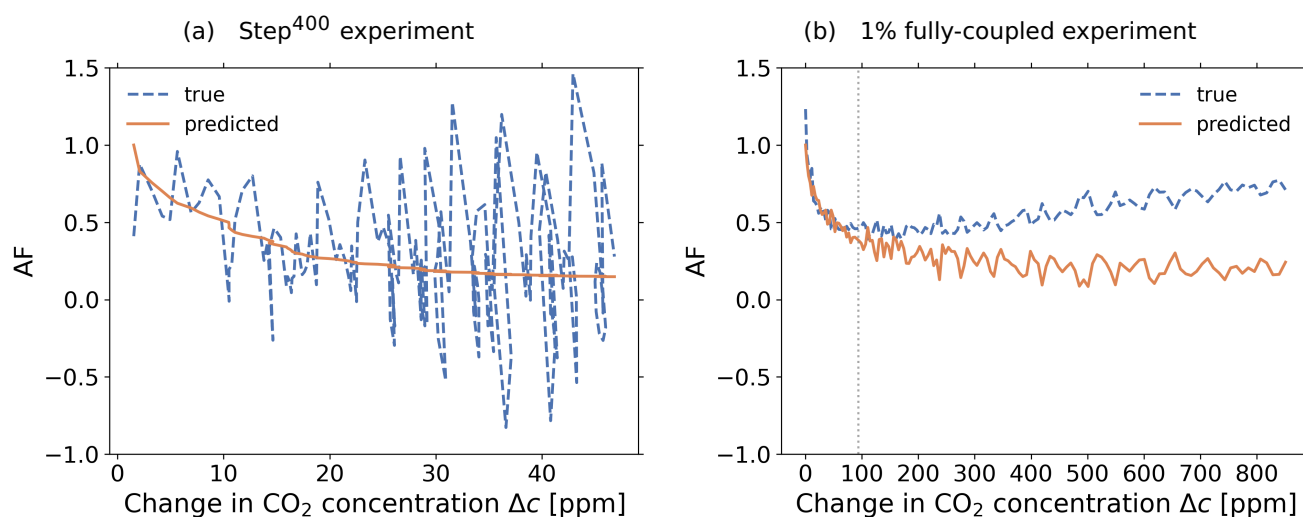 (a) Step⁴⁰⁰ experiment
1.5
1.0
0.5
0.0
−0.5
−1.0
AF
true
predicted
0 10 20 30 40
Change in CO₂ concentration Δc [ppm]
(b) 1% fully-coupled experiment
1.5
1.0
0.5
0.0
−0.5
−1.0
AF
true
predicted
0 100 200 300 400 500 600 700 800
Change in CO₂ concentration Δc [ppm]